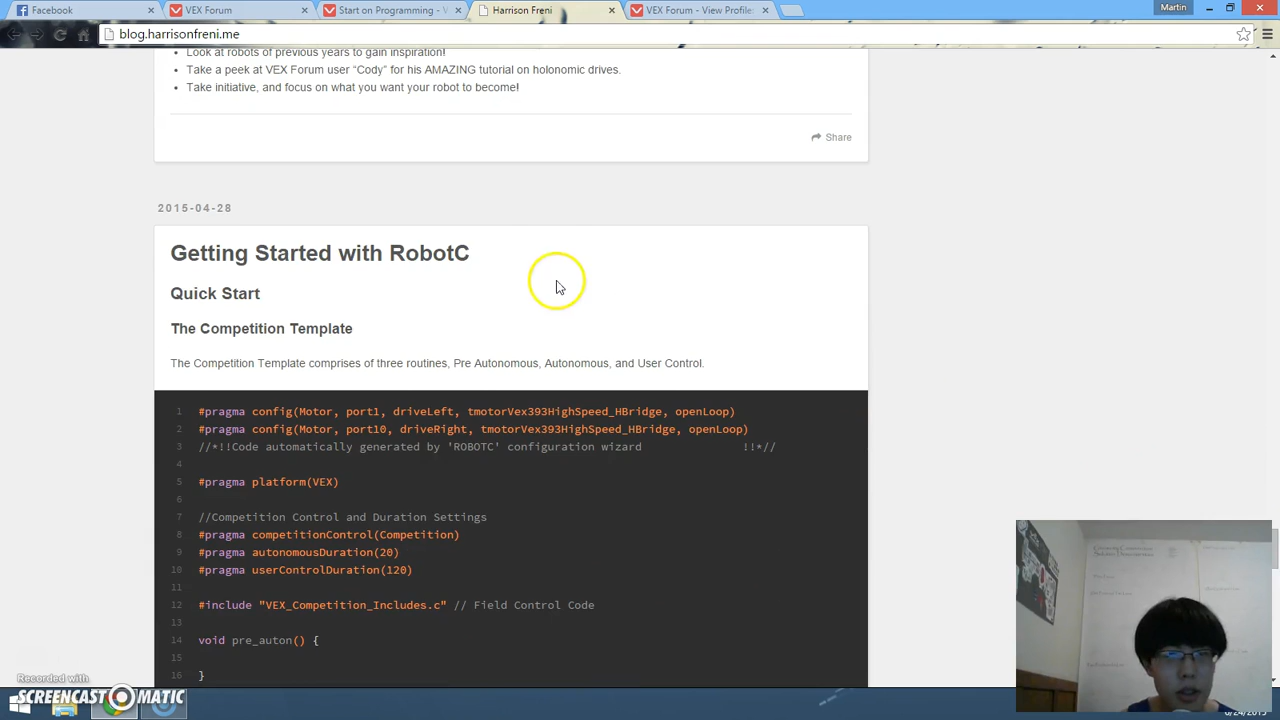 Facebook
VEX Forum
Start on Programming - V
Harrison Freni
VEX Forum - View Profile:
Martin
blog.harrisonfreni.me
Look at robots of previous years to gain inspiration!
Take a peek at VEX Forum user “Cody” for his AMAZING tutorial on holonomic drives.
Take initiative, and focus on what you want your robot to become!
Share
2015-04-28
Getting Started with RobotC
Quick Start
The Competition Template
The Competition Template comprises of three routines, Pre Autonomous, Autonomous, and User Control.
1 #pragma config(Motor, port1, driveLeft, tmotorVex393HighSpeed_HBridge, openLoop)
2 #pragma config(Motor, port10, driveRight, tmotorVex393HighSpeed_HBridge, openLoop)
3 //*!!Code automatically generated by 'ROBOTC' configuration wizard !!*//
4
5 #pragma platform(VEX)
6
7 //Competition Control and Duration Settings
8 #pragma competitionControl(Competition)
9 #pragma autonomousDuration(20)
10 #pragma userControlDuration(120)
11
12 #include "VEX_Competition_Includes.c" // Field Control Code
13
14 void pre_auton() {
15
16 }
Recorded with
SCREENCAST-O-MATIC
6/24/2015